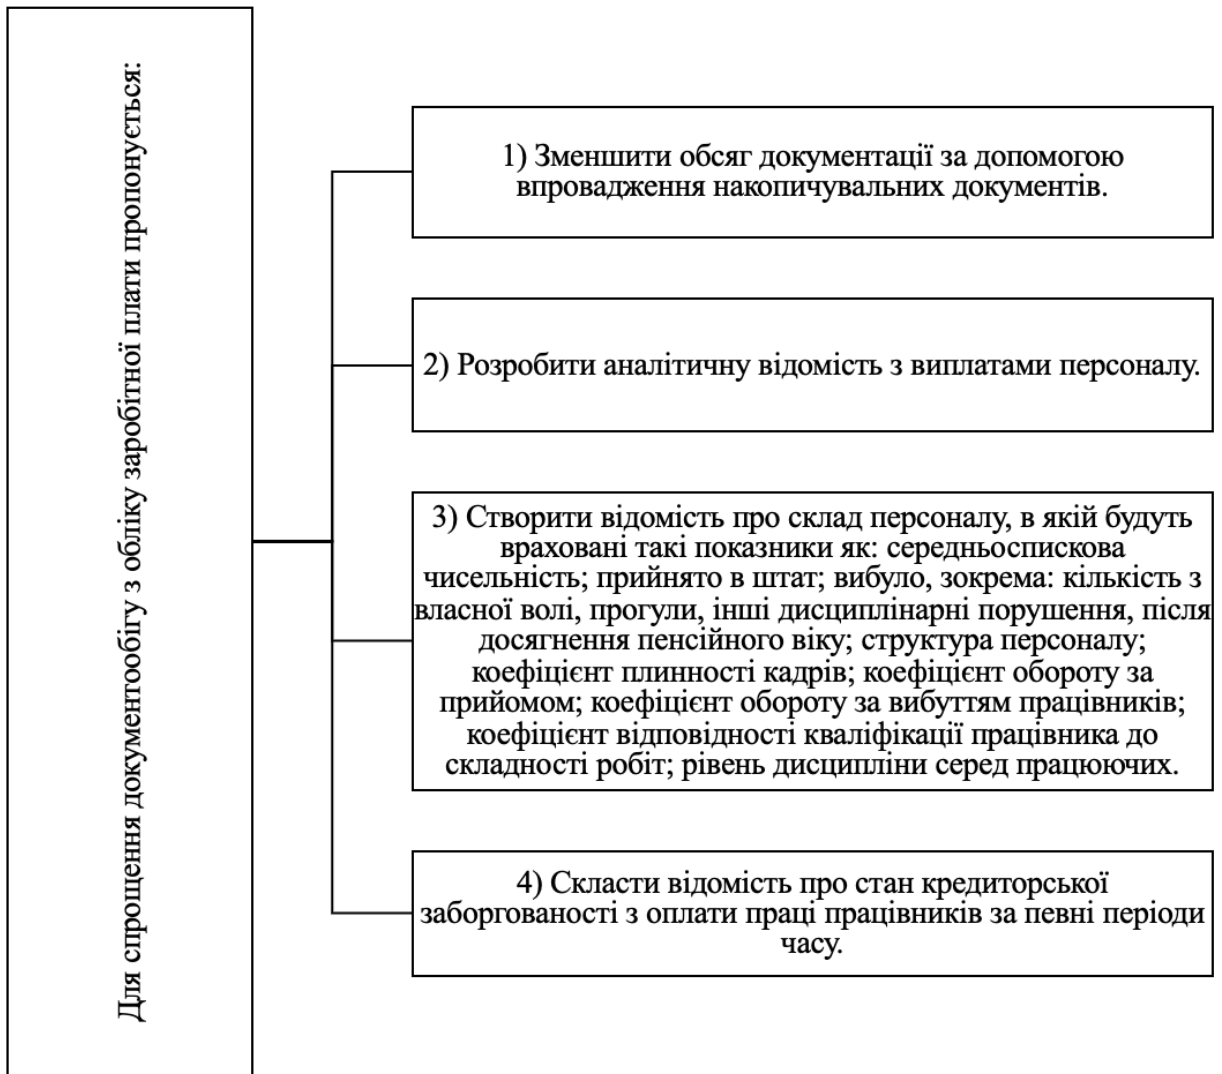 Для спрощення документообігу з обліку заробітної плати пропонується:
1) Зменшити обсяг документації за допомогою
впровадження накопичувальних документів.
2) Розробити аналітичну відомість з виплатами персоналу.
3) Створити відомість про склад персоналу, в якій будуть
враховані такі показники як: середньоспискова
чисельність; прийнято в штат; вибуло, зокрема: кількість з
власної волі, прогули, інші дисциплінарні порушення, після
досягнення пенсійного віку; структура персоналу;
коефіцієнт плинності кадрів; коефіцієнт обороту за
прийомом; коефіцієнт обороту за вибуттям працівників;
коефіцієнт відповідності кваліфікації працівника до
складності робіт; рівень дисципліни серед працюючих.
4) Скласти відомість про стан кредиторської
заборгованості з оплати праці працівників за певні періоди
часу.